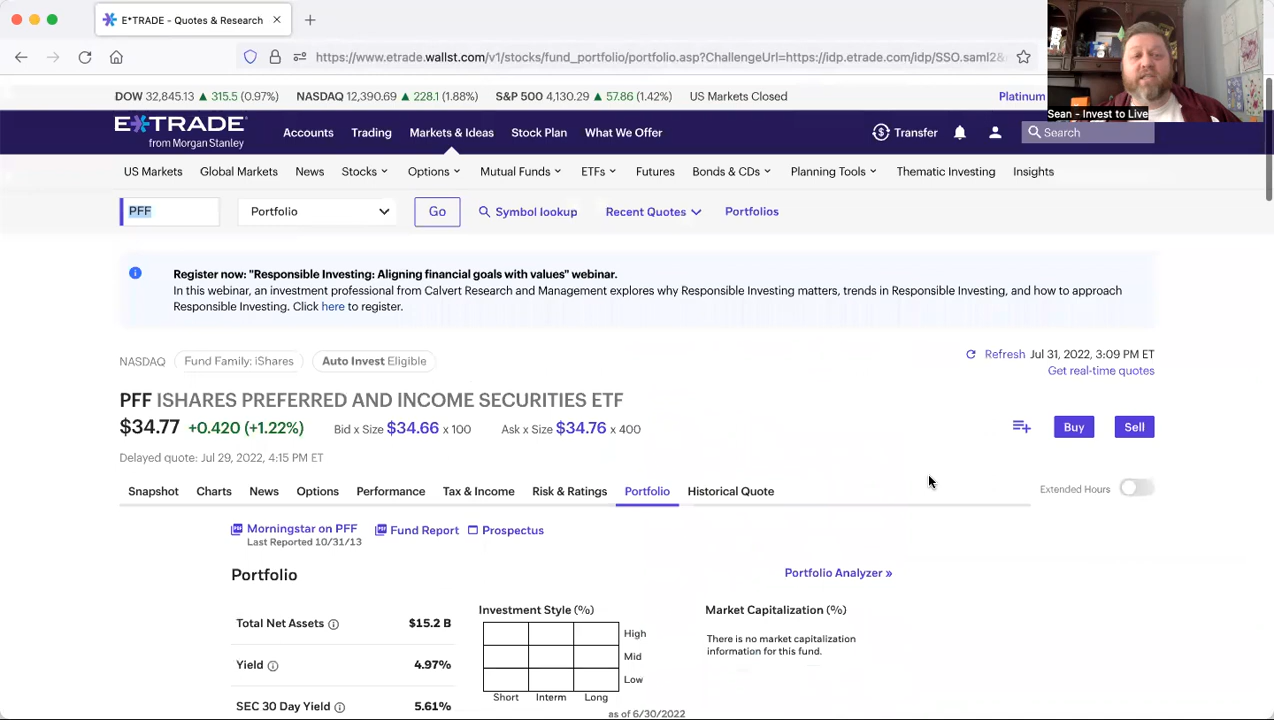 E*TRADE - Quotes & Research
https://www.etrade.wallst.com/v1/stocks/fund_portfolio/portfolio.asp?ChallengeUrl=https://idp.etrade.com/idp/SSO.saml2&
DOW 32,845.13 ▲ 315.5 (0.97%) NASDAQ 12,390.69 ▲ 228.1 (1.88%) S&P 500 4,130.29 ▲ 57.86 (1.42%) US Markets Closed Platinum
Sean - Invest to Live
E*TRADE
from Morgan Stanley
Accounts Trading Markets & Ideas Stock Plan What We Offer Transfer Search
US Markets Global Markets News Stocks Options Mutual Funds ETFs Futures Bonds & CDs Planning Tools Thematic Investing Insights
PFF Portfolio Go Symbol lookup Recent Quotes Portfolios
Register now: "Responsible Investing: Aligning financial goals with values" webinar.
In this webinar, an investment professional from Calvert Research and Management explores why Responsible Investing matters, trends in Responsible Investing, and how to approach
Responsible Investing. Click here to register.
NASDAQ Fund Family: iShares Auto Invest Eligible Refresh Jul 31, 2022, 3:09 PM ET
Get real-time quotes
PFF ISHARES PREFERRED AND INCOME SECURITIES ETF
$34.77 +0.420 (+1.22%) Bid x Size $34.66 x 100 Ask x Size $34.76 x 400 Buy Sell
Delayed quote: Jul 29, 2022, 4:15 PM ET
Snapshot Charts News Options Performance Tax & Income Risk & Ratings Portfolio Historical Quote Extended Hours
Morningstar on PFF Fund Report Prospectus
Last Reported 10/31/13
Portfolio Portfolio Analyzer »
Investment Style (%) Market Capitalization (%)
Total Net Assets $15.2 B High
There is no market capitalization
information for this fund.
Mid
Yield 4.97%
Low
Short Interm Long
SEC 30 Day Yield 5.61%
as of 6/30/2022